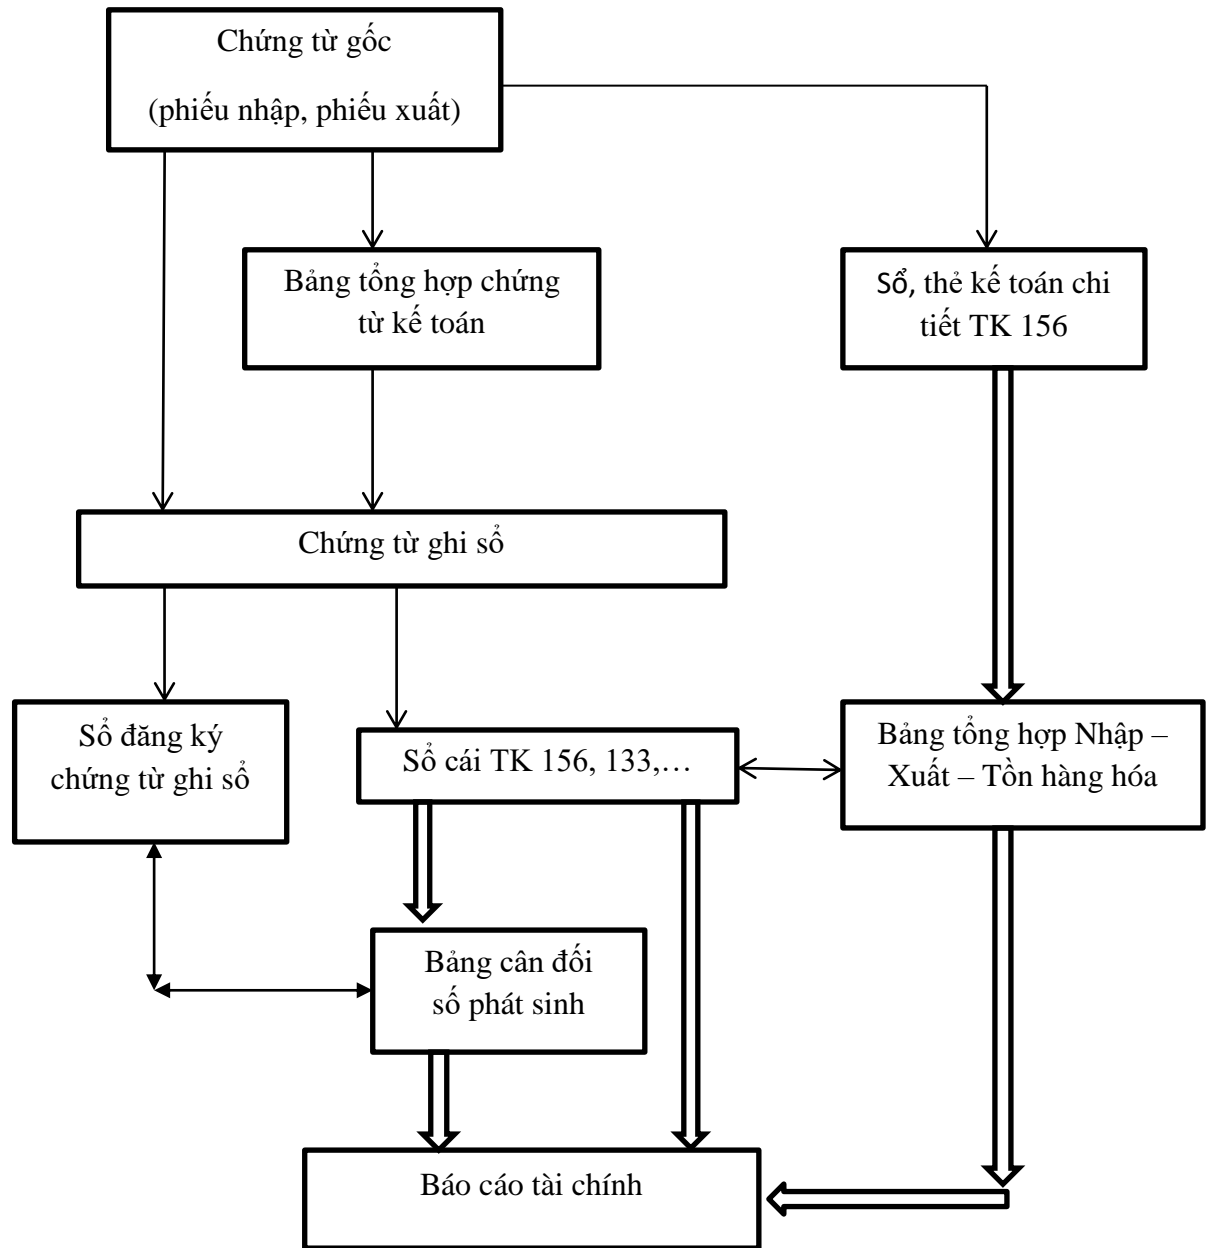 Chứng từ gốc
(phiếu nhập, phiếu xuất)
Bảng tổng hợp chứng
từ kế toán
Sổ, thẻ kế toán chi
tiết TK 156
Chứng từ ghi sổ
Sổ đăng ký
chứng từ ghi sổ
Sổ cái TK 156, 133,…
Bảng tổng hợp Nhập –
Xuất – Tồn hàng hóa
Bảng cân đối
số phát sinh
Báo cáo tài chính